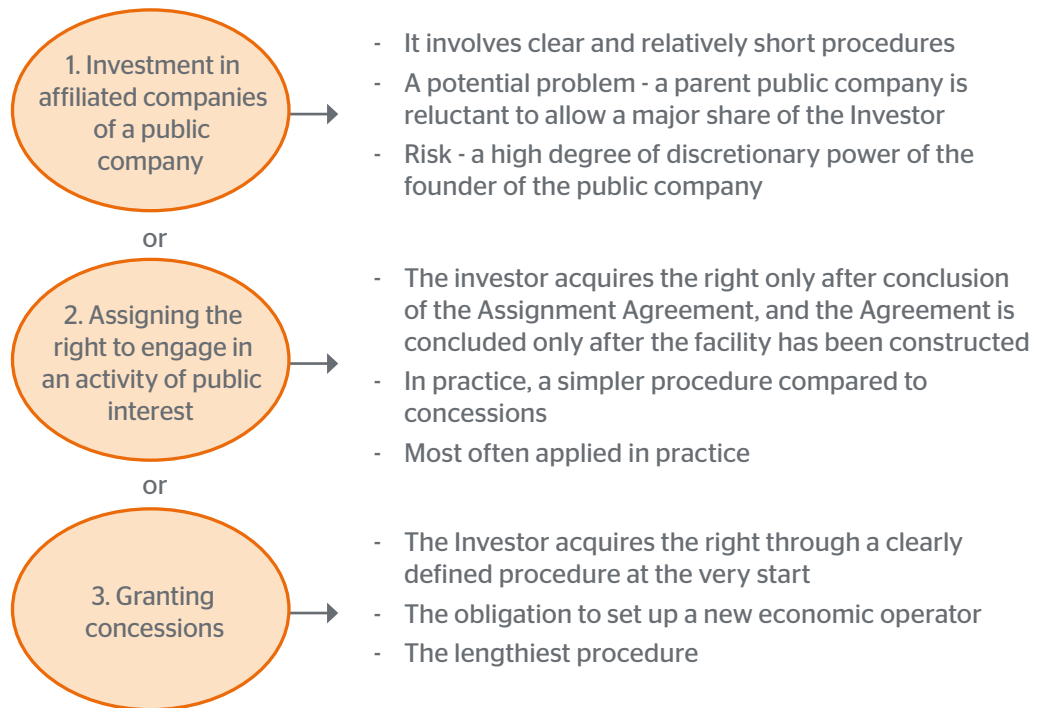 1. Investment in
affiliated companies
of a public
company
- It involves clear and relatively short procedures
- A potential problem - a parent public company is
reluctant to allow a major share of the Investor
- Risk - a high degree of discretionary power of the
founder of the public company
or
2. Assigning the
right to engage in
an activity of public
interest
- The investor acquires the right only after conclusion
of the Assignment Agreement, and the Agreement is
concluded only after the facility has been constructed
- In practice, a simpler procedure compared to
concessions
- Most often applied in practice
or
3. Granting
concessions
- The Investor acquires the right through a clearly
defined procedure at the very start
- The obligation to set up a new economic operator
- The lengthiest procedure